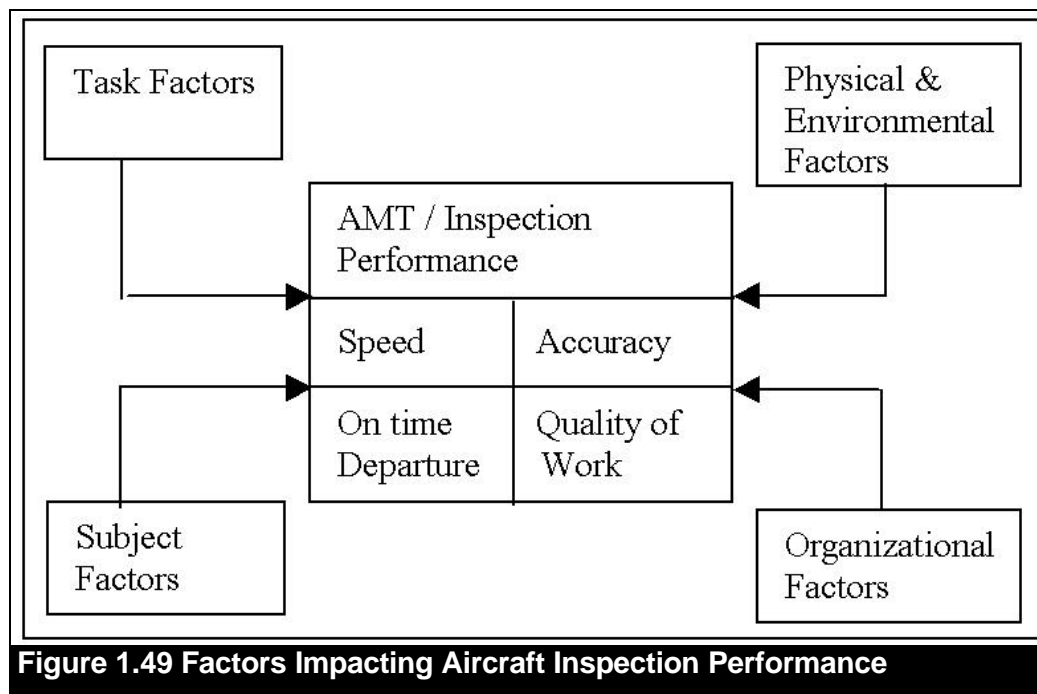 Task Factors
Physical &
Environmental
Factors
AMT / Inspection
Performance
Speed
Accuracy
On time
Departure
Quality of
Work
Subject
Factors
Organizational
Factors
Figure 1.49 Factors Impacting Aircraft Inspection Performance